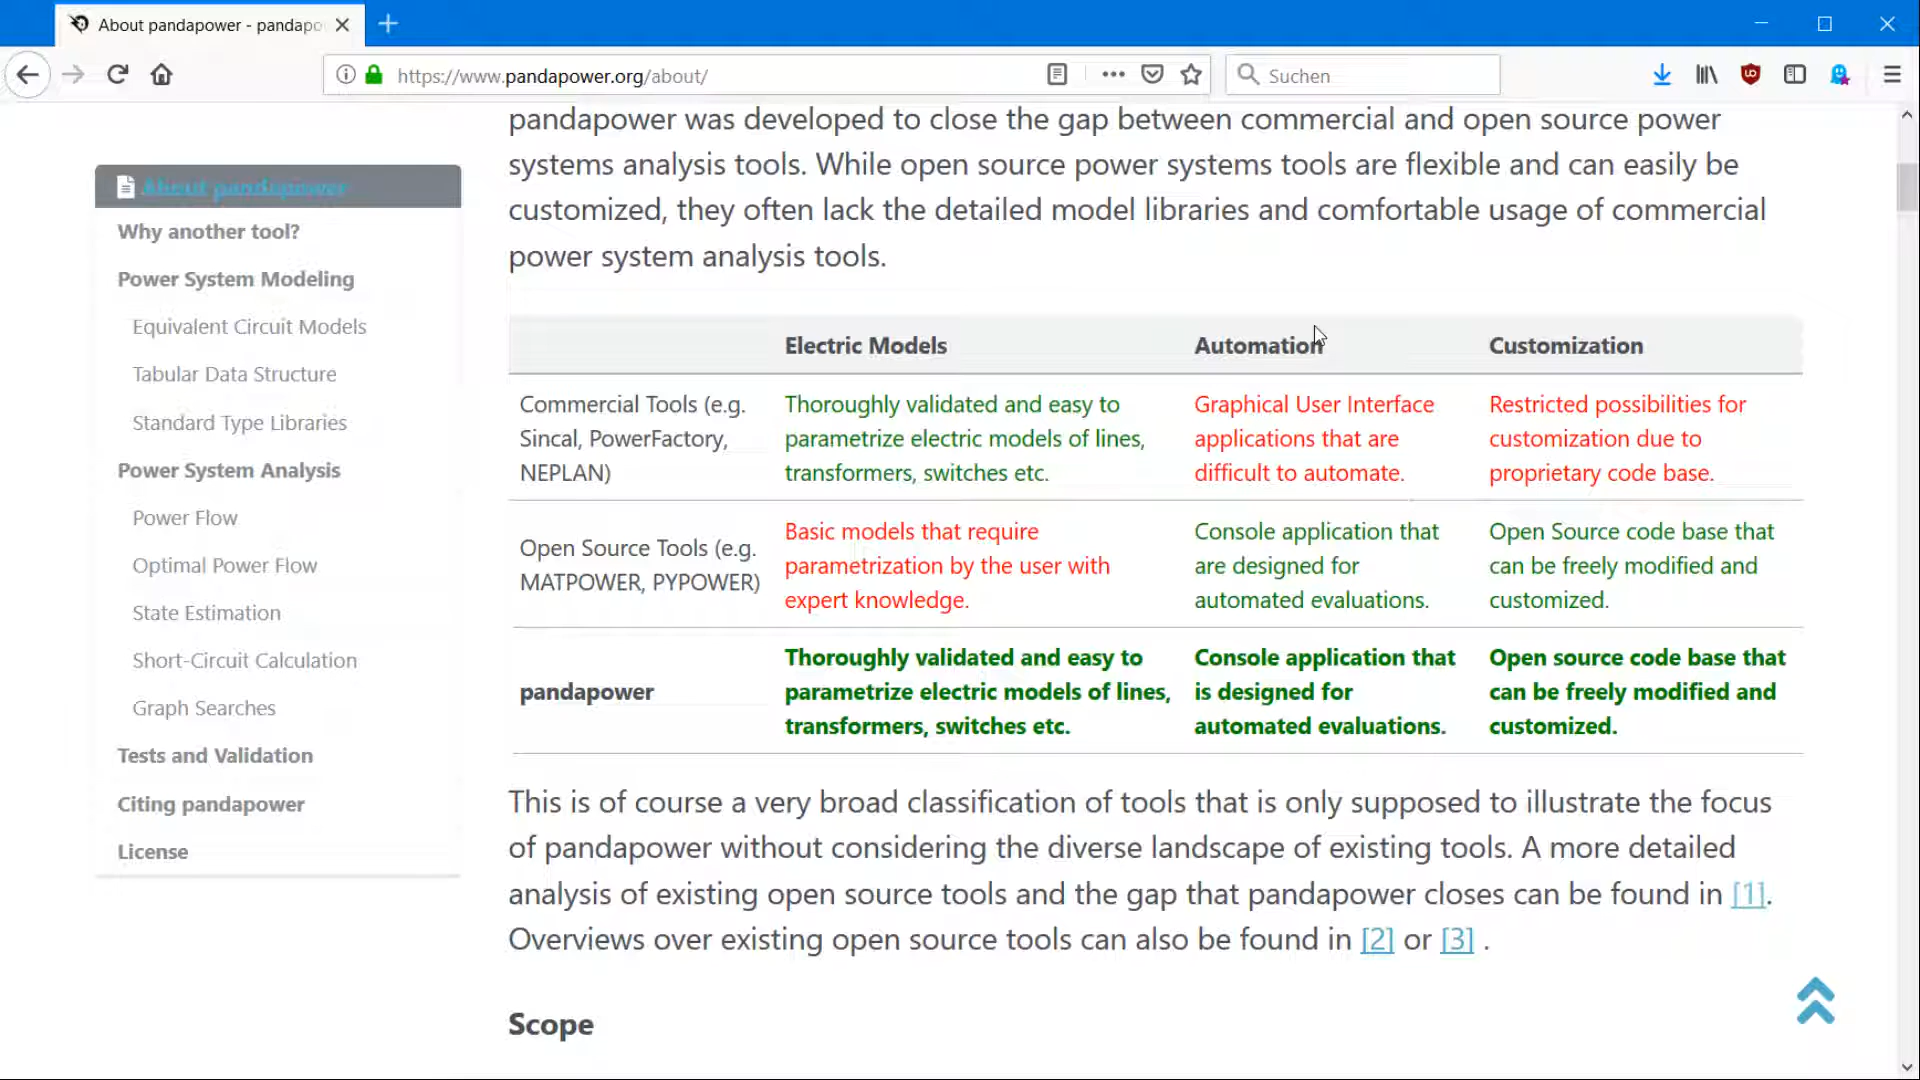 About pandapower - pandapo
https://www.pandapower.org/about/
Suchen
About pandapower
Why another tool?
Power System Modeling
Equivalent Circuit Models
Tabular Data Structure
Standard Type Libraries
Power System Analysis
Power Flow
Optimal Power Flow
State Estimation
Short-Circuit Calculation
Graph Searches
Tests and Validation
Citing pandapower
License
pandapower was developed to close the gap between commercial and open source power
systems analysis tools. While open source power systems tools are flexible and can easily be
customized, they often lack the detailed model libraries and comfortable usage of commercial
power system analysis tools.
Electric Models
Automation
Customization
Commercial Tools (e.g.
Sincal, PowerFactory,
NEPLAN)
Thoroughly validated and easy to
parametrize electric models of lines,
transformers, switches etc.
Graphical User Interface
applications that are
difficult to automate.
Restricted possibilities for
customization due to
proprietary code base.
Open Source Tools (e.g.
MATPOWER, PYPOWER)
Basic models that require
parametrization by the user with
expert knowledge.
Console application that
are designed for
automated evaluations.
Open Source code base that
can be freely modified and
customized.
pandapower
Thoroughly validated and easy to
parametrize electric models of lines,
transformers, switches etc.
Console application that
is designed for
automated evaluations.
Open source code base that
can be freely modified and
customized.
This is of course a very broad classification of tools that is only supposed to illustrate the focus
of pandapower without considering the diverse landscape of existing tools. A more detailed
analysis of existing open source tools and the gap that pandapower closes can be found in [1].
Overviews over existing open source tools can also be found in [2] or [3] .
Scope